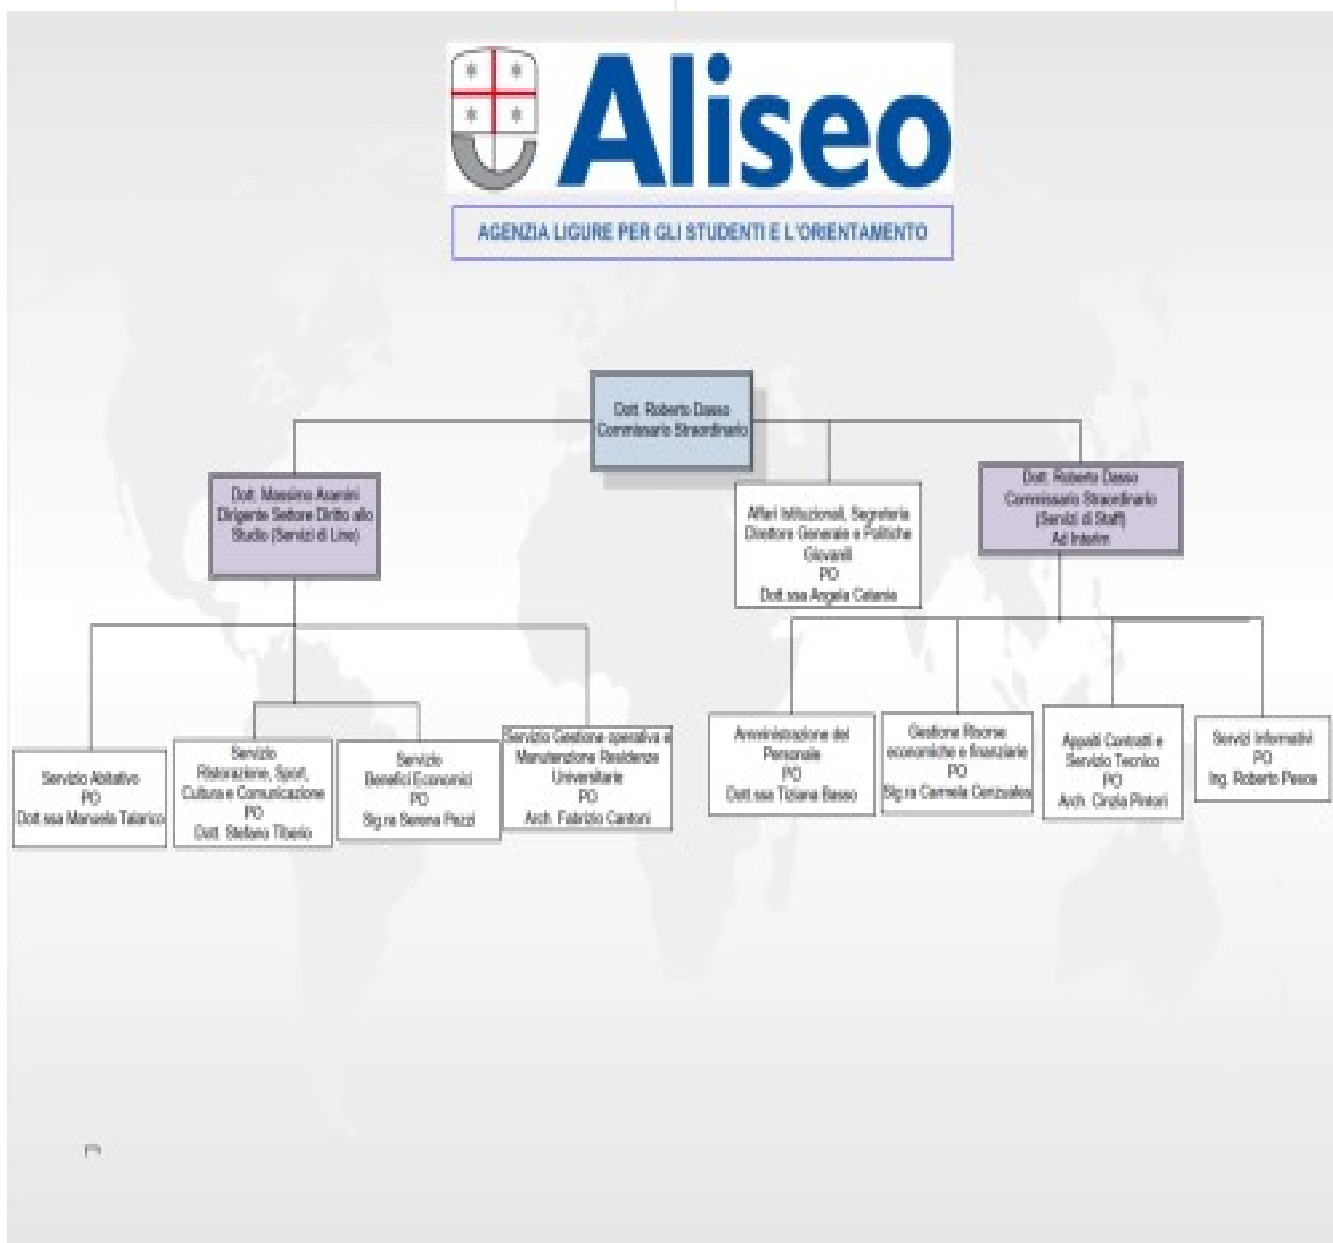 Aliseo
AGENZIA LIGURE PER GLI STUDENTI E L'ORIENTAMENTO
Dott. Roberto Dasso
Commissario Straordinario
Dott. Massimo Aramini
Dirigente Settore Diritto allo
Studio (Servizi di Line)
Affari Istituzionali, Segreteria
Direttore Generale e Politiche
Giovanili
PO
Dott.ssa Angela Catania
Dott. Roberto Dasso
Commissario Straordinario
(Servizi di Staff)
Ad Interim
Servizio Abitativo
PO
Dott.ssa Manuela Talarico
Servizio
Ristorazione, Sport,
Cultura e Comunicazione
PO
Dott. Stefano Tiberio
Servizio
Benefici Economici
PO
Sig.ra Serena Pezzi
Servizio Gestione operativa e
Manutenzione Residenze
Universitarie
PO
Arch. Fabrizio Cantoni
Amministrazione del
Personale
PO
Dott.ssa Tiziana Basso
Gestione Risorse
economiche e finanziarie
PO
Sig.ra Carmela
Appalti Contratti e
Servizio Tecnico
PO
Arch. Cinzia Pintori
Servizi Informativi
PO
Ing. Roberto Pesce